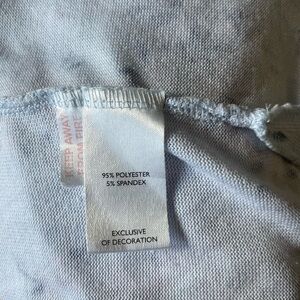 KEEP AWAY
FROM FIRE
95% POLYESTER
5% SPANDEX
EXCLUSIVE
OF DECORATION